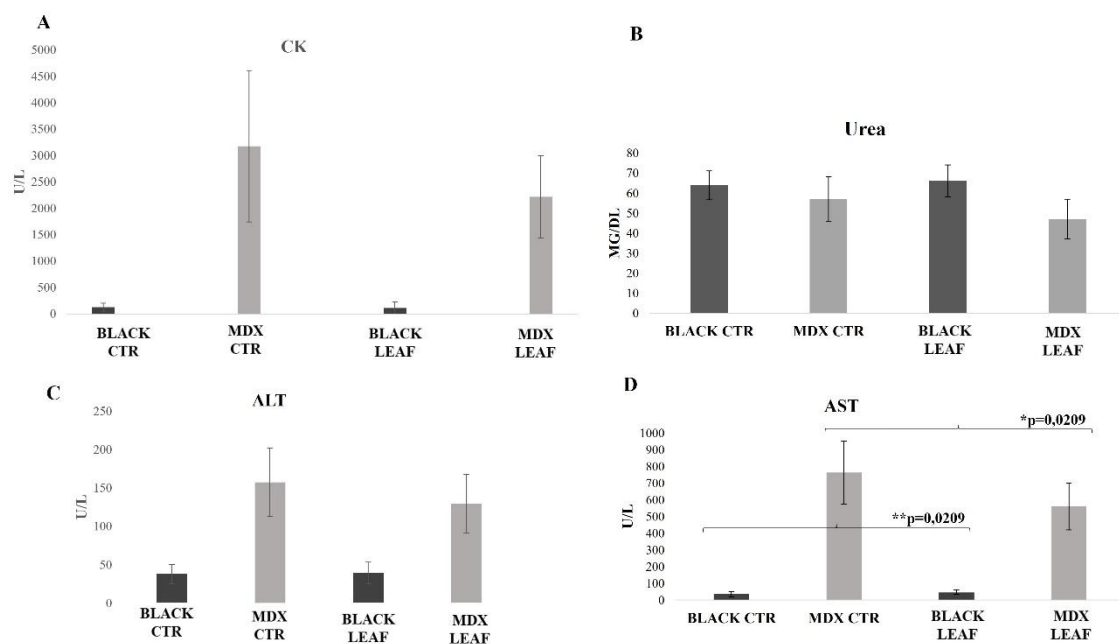 A
CK
5000
4500
4000
3500
3000
2500
2000
1500
1000
500
0
U/L
BLACK CTR
MDX CTR
BLACK LEAF
MDX LEAF
B
Urea
80
70
60
50
40
30
20
10
0
MG/DL
BLACK CTR
MDX CTR
BLACK LEAF
MDX LEAF
C
ALT
250
200
150
100
50
0
U/L
BLACK CTR
MDX CTR
BLACK LEAF
MDX LEAF
D
AST
*p=0,0209
1000
900
800
700
600
500
400
300
200
100
0
U/L
**p=0,0209
BLACK CTR
MDX CTR
BLACK LEAF
MDX LEAF